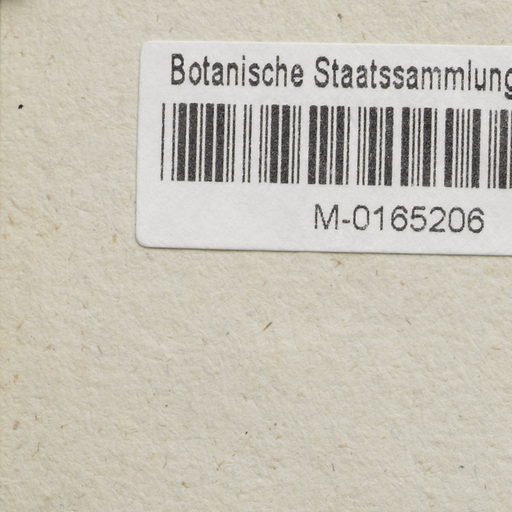 Botanische Staatssammlung
M-0165206